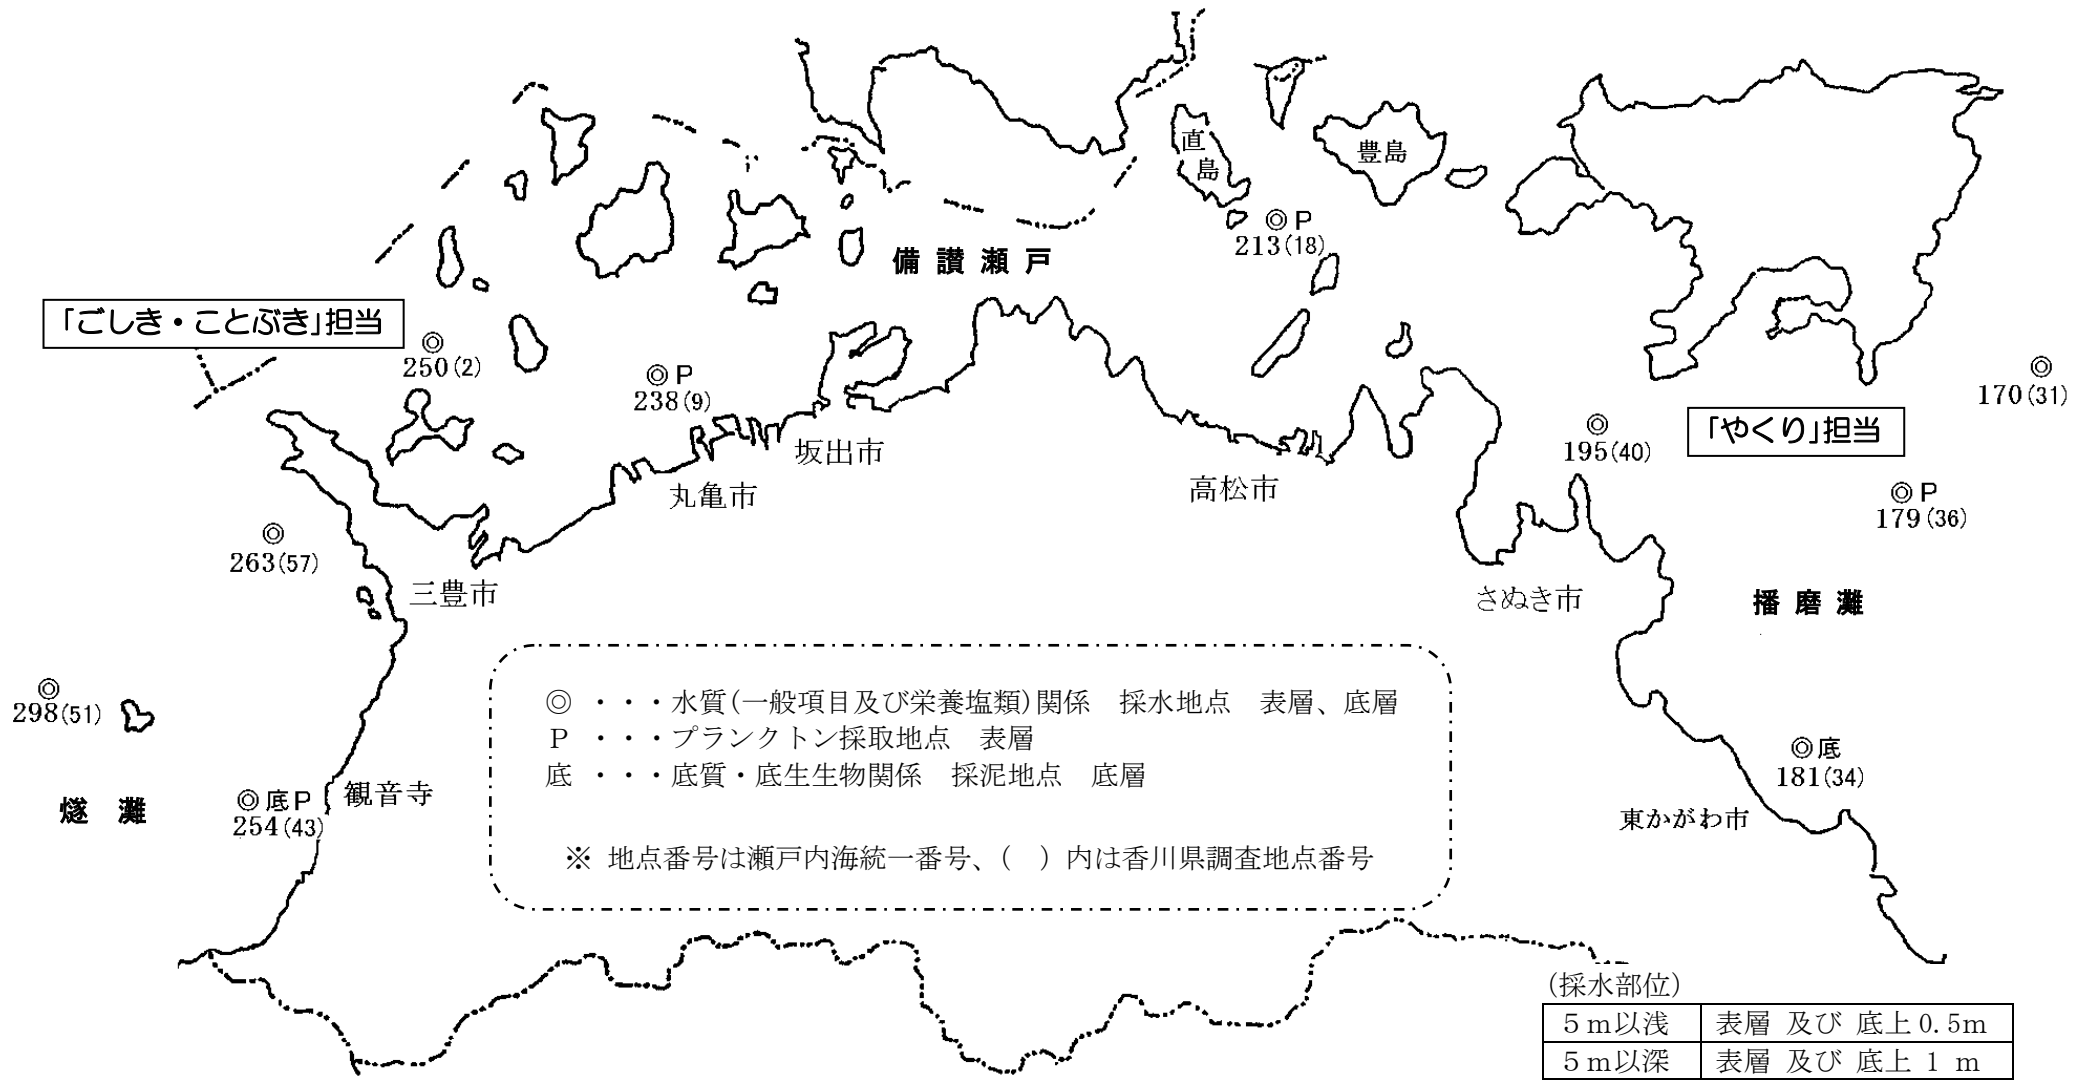 直
島
豊島
◎ P
213(18)
備 讃 瀬 戸
「ごしき・ことぶき」担当
◎
250(2)
◎ P
238(9)
◎
170(31)
「やくり」担当
◎
195(40)
坂出市
丸亀市
高松市
◎ P
179(36)
◎
263(57)
三豊市
さぬき市
播 磨 灘
◎
298(51)
◎ ・・・水質(一般項目及び栄養塩類)関係 採水地点 表層、底層
P ・・・プランクトン採取地点 表層
底 ・・・底質・底生生物関係 採泥地点 底層
※ 地点番号は瀬戸内海統一番号、( ) 内は香川県調査地点番号
◎底
181(34)
燧 灘
◎底P
254(43)
観音寺
東かがわ市
(採水部位)
5m以浅 表層 及び 底上0.5m
5m以深 表層 及び 底上 1 m